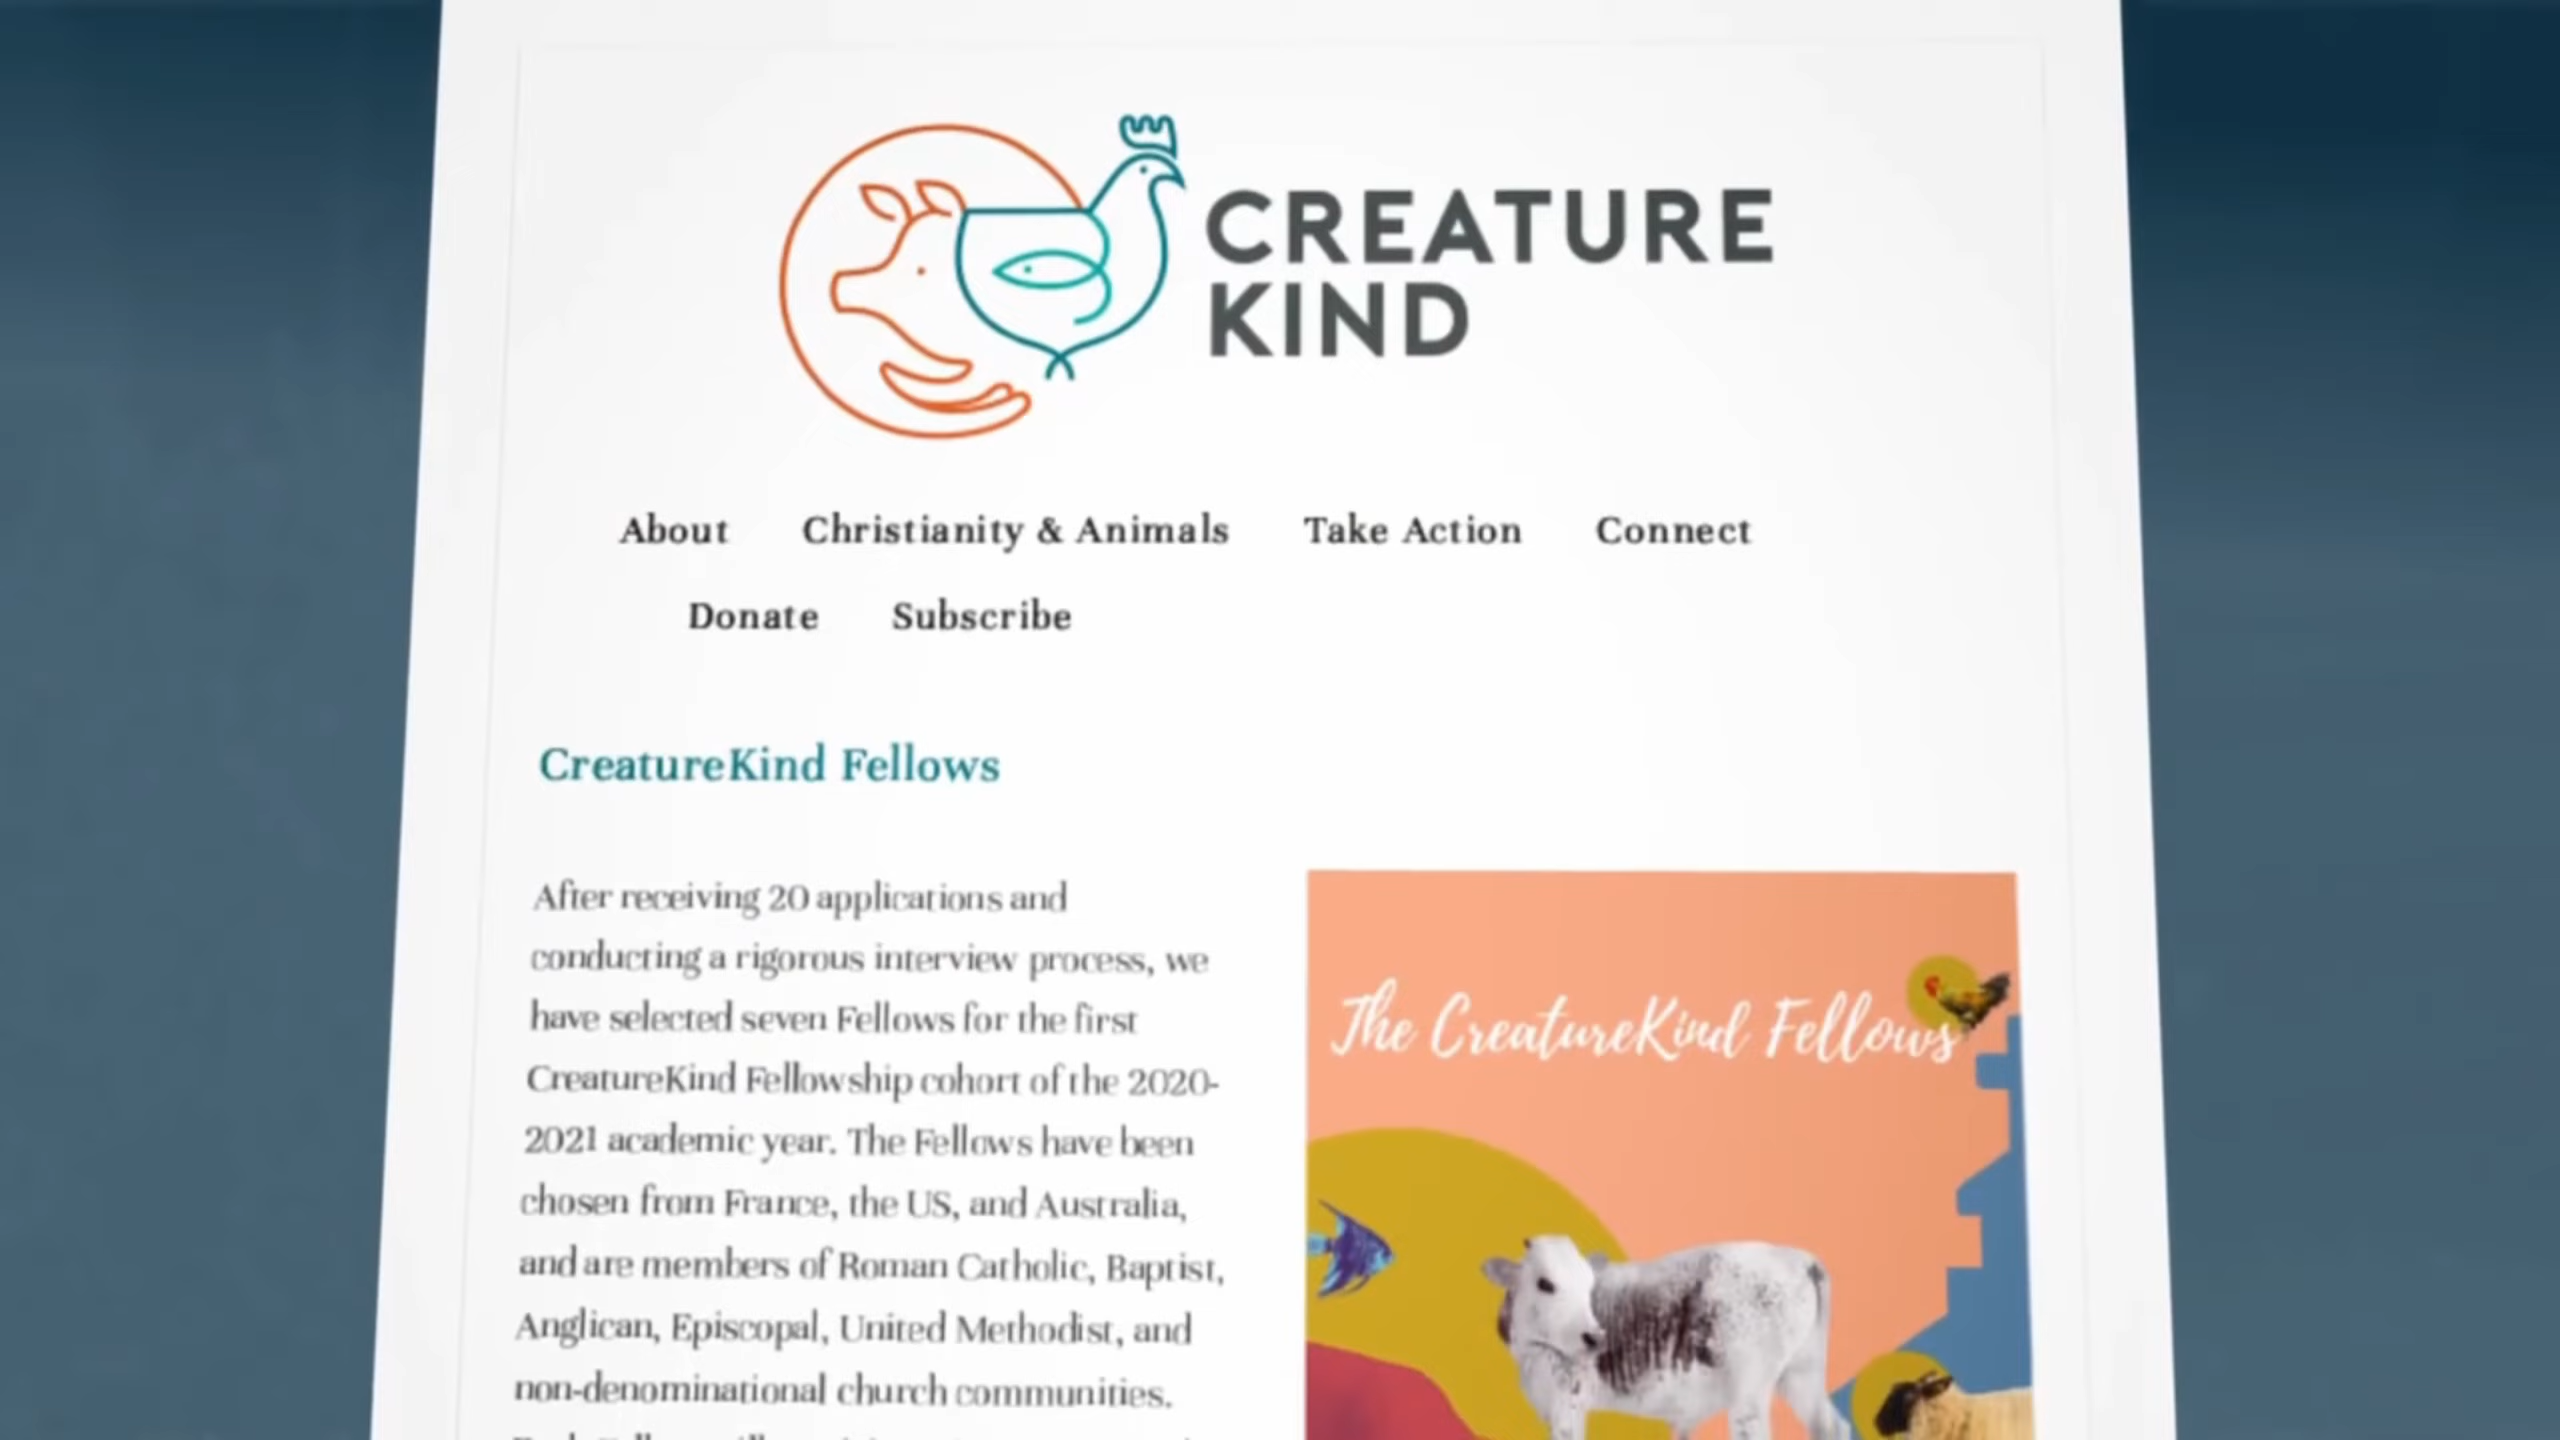 CREATURE
KIND
About Christianity & Animals Take Action Connect
Donate Subscribe
CreatureKind Fellows
After receiving 20 applications and
conducting a rigorous interview process, we
have selected seven Fellows for the first
CreatureKind Fellowship cohort of the 2020-
2021 academic year. The Fellows have been
chosen from France, the US, and Australia,
and are members of Roman Catholic, Baptist,
Anglican, Episcopal, United Methodist, and
non-denominational church communities.
The CreatureKind Fellows